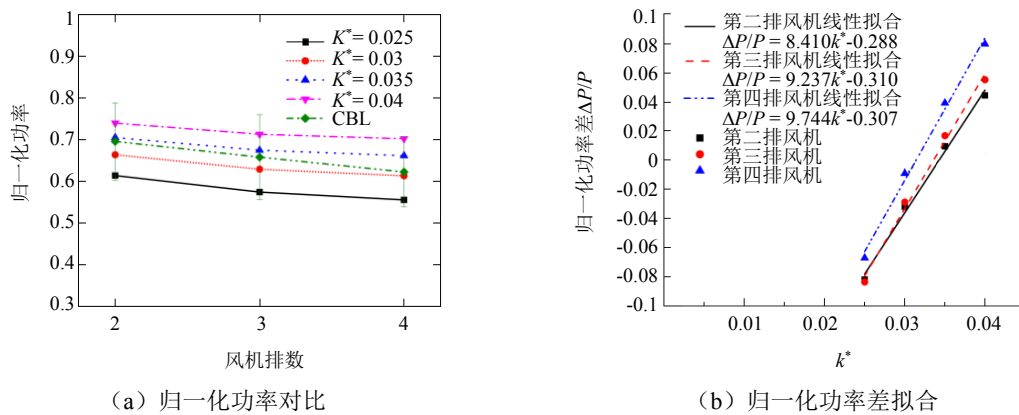 1
0.9
0.8
0.7
0.6
0.5
0.4
0.3
归一化功率
K* = 0.025
K* = 0.03
K* = 0.035
K* = 0.04
CBL
2
3
4
风机排数
（a）归一化功率对比
0.1
0.08
0.06
0.04
0.02
0
-0.02
-0.04
-0.06
-0.08
-0.1
归一化功率差ΔP/P
第二排风机线性拟合
ΔP/P = 8.410k*-0.288
第三排风机线性拟合
ΔP/P = 9.237k*-0.310
第四排风机线性拟合
ΔP/P = 9.744k*-0.307
第二排风机
第三排风机
第四排风机
0.01
0.02
0.03
0.04
k*
（b）归一化功率差拟合